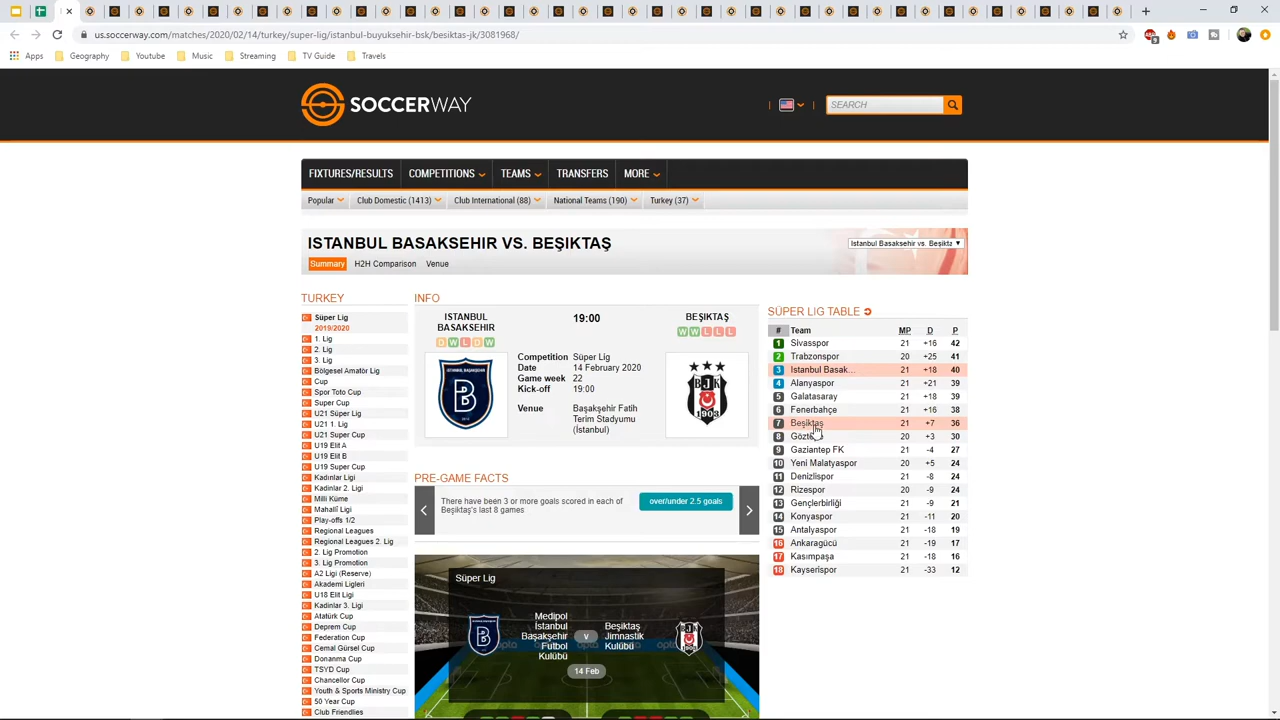 us.soccerway.com/matches/2020/02/14/turkey/super-lig/istanbul-buyuksehir-bsk/besiktas-jk/3081968/
Apps Geography Youtube Music Streaming TV Guide Travels
SOCCERWAY
SEARCH
FIXTURES/RESULTS COMPETITIONS TEAMS TRANSFERS MORE
Popular Club Domestic (1413) Club International (88) National Teams (190) Turkey (37)
ISTANBUL BASAKSEHIR VS. BEŞIKTAŞ
Istanbul Basaksehir vs. Beşikta
Summary H2H Comparison Venue
TURKEY
Süper Lig
2019/2020
1. Lig
2. Lig
3. Lig
Bölgesel Amatör Lig
Cup
Spor Toto Cup
Super Cup
U21 Süper Lig
U21 1. Lig
U21 Super Cup
U19 Elit A
U19 Elit B
U19 Super Cup
Kadınlar Ligi
Kadinlar 2. Ligi
Milli Küme
Mahallî Ligi
Play-offs 1/2
Regional Leagues
Regional Leagues 2. Lig
2. Lig Promotion
3. Lig Promotion
A2 Ligi (Reserve)
Akademi Ligleri
U18 Elit Ligi
Kadinlar 3. Ligi
Atatürk Cup
Deprem Cup
Federation Cup
Cemal Gürsel Cup
Donanma Cup
TSYD Cup
Chancellor Cup
Youth & Sports Ministry Cup
50 Year Cup
Club Friendlies
INFO
ISTANBUL
BASAKSEHIR
D W L D W
19:00
BEŞIKTAŞ
W W L L L
BJK
1903
Competition Süper Lig
Date 14 February 2020
Game week 22
Kick-off 19:00
Venue Başakşehir Fatih
Terim Stadyumu
(İstanbul)
PRE-GAME FACTS
There have been 3 or more goals scored in each of
Beşiktaş's last 8 games
over/under 2.5 goals
Süper Lig
Medipol
İstanbul
Başakşehir
Futbol
Kulübü
v
Beşiktaş
Jimnastik
Kulübü
opta
14 Feb
SÜPER LIG TABLE
# Team MP D P
1 Sivasspor 21 +16 42
2 Trabzonspor 20 +25 41
3 Istanbul Basak... 21 +18 40
4 Alanyaspor 21 +21 39
5 Galatasaray 21 +18 39
6 Fenerbahçe 21 +16 38
7 Beşiktaş 21 +7 36
8 Göztepe 20 +3 30
9 Gaziantep FK 21 -4 27
10 Yeni Malatyaspor 20 +5 24
11 Denizlispor 21 -8 24
12 Rizespor 20 -9 24
13 Gençlerbirliği 21 -9 21
14 Konyaspor 21 -11 20
15 Antalyaspor 21 -18 19
16 Ankaragücü 21 -19 17
17 Kasımpaşa 21 -18 16
18 Kayserispor 21 -33 12